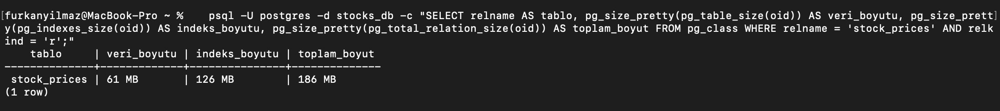 [furkanyilmaz@MacBook-Pro ~ %    psql -U postgres -d stocks_db -c "SELECT relname AS tablo, pg_size_pretty(pg_table_size(oid)) AS veri_boyutu, pg_size_prett]
y(pg_indexes_size(oid)) AS indeks_boyutu, pg_size_pretty(pg_total_relation_size(oid)) AS toplam_boyut FROM pg_class WHERE relname = 'stock_prices' AND relk
ind = 'r';"
    tablo     | veri_boyutu | indeks_boyutu | toplam_boyut
--------------+-------------+---------------+--------------
 stock_prices | 61 MB       | 126 MB        | 186 MB
(1 row)